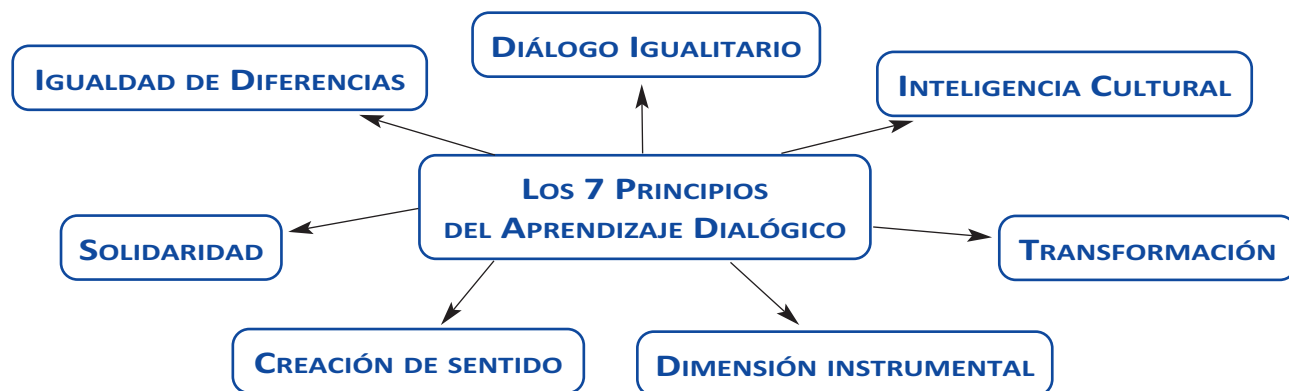 Diálogo Igualitario
Igualdad de Diferencias
Inteligencia Cultural
Los 7 Principios
del Aprendizaje Dialógico
Solidaridad
Transformación
Creación de sentido
Dimensión instrumental